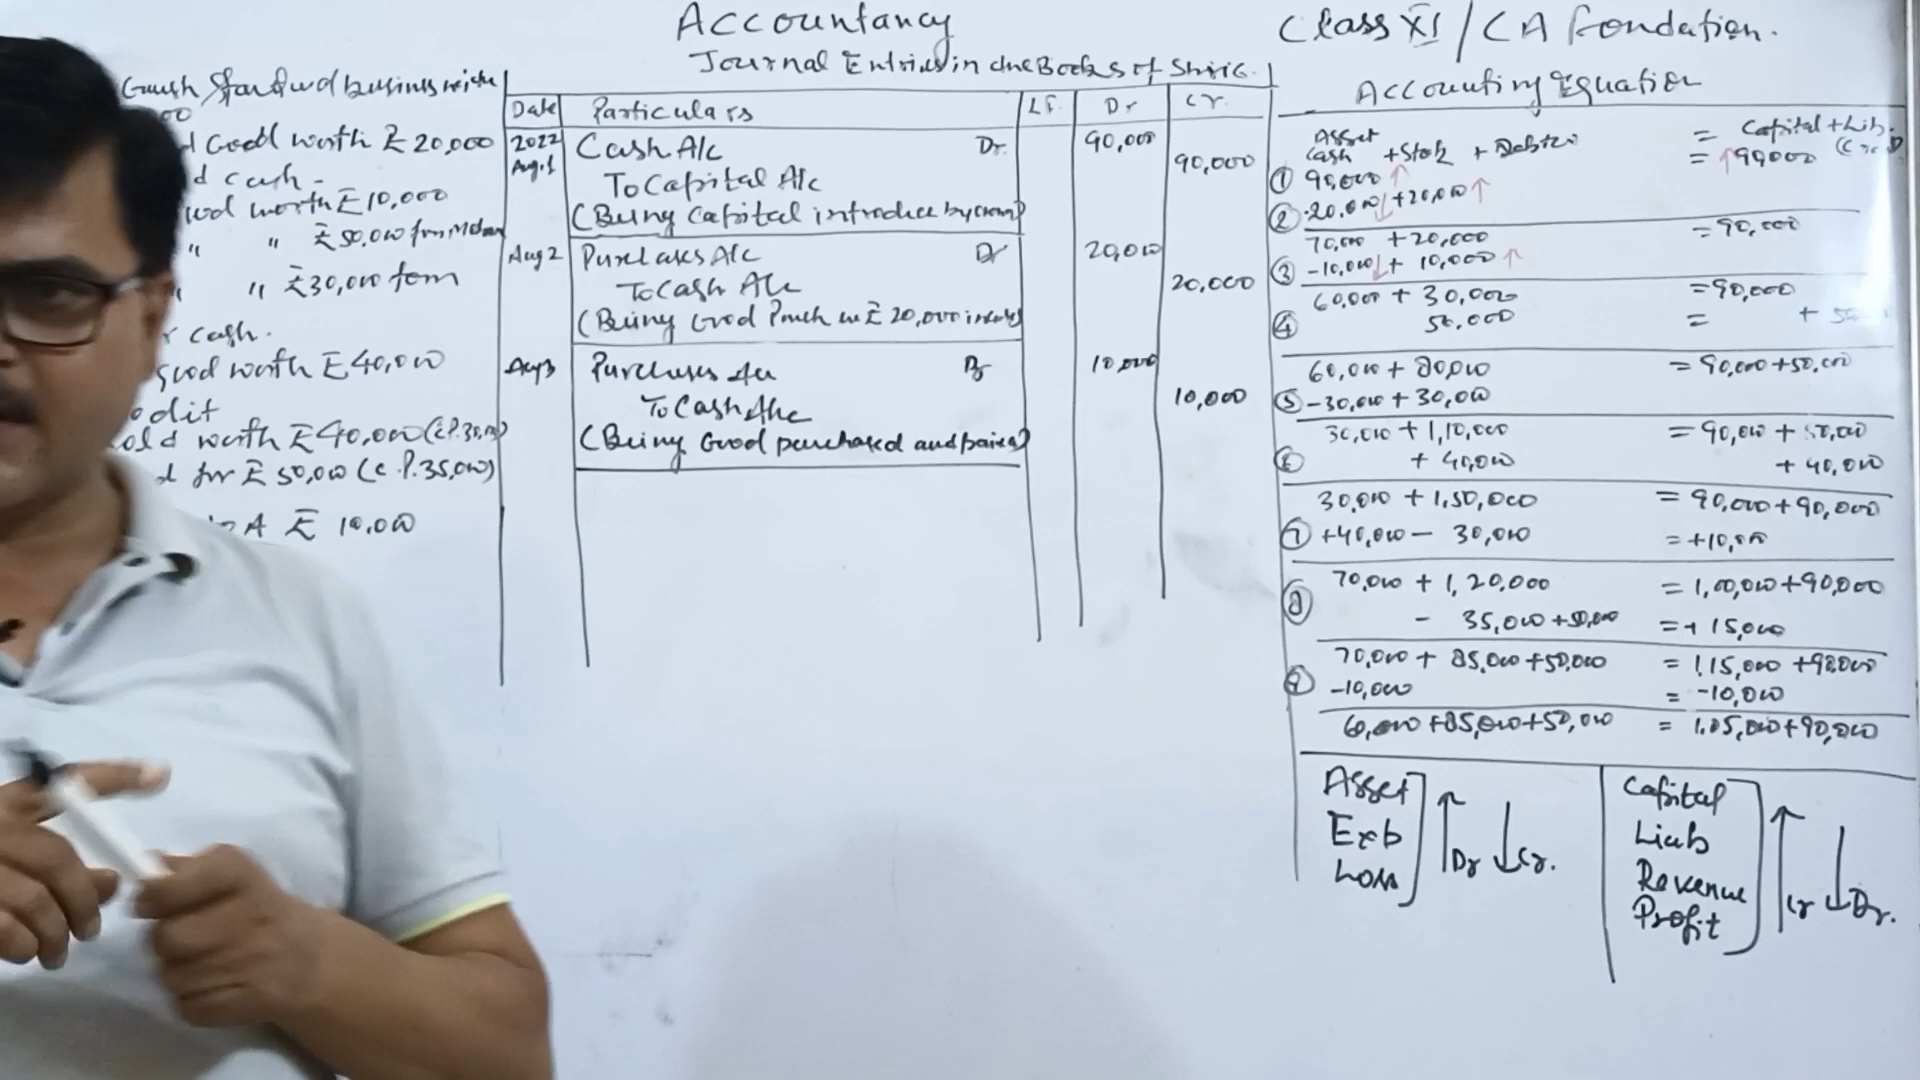 Accountancy
Class XI / CA Foundation.
Journal Entries in the Books of Shri G.
business with
Good worth ₹ 20,000
cash.
worth ₹ 10,000
" " ₹ 50,000 from
" ₹ 30,000 from
r cash.
good worth ₹ 40,000
edit
old worth ₹ 40,000 (C.P. 30,000)
d for ₹ 50,000 (C.P. 35,000)
A ₹ 10,000
Date Particulars L.F. Dr Cr.
2022 Aug.1 Cash A/c Dr. 90,000
To Capital A/c 90,000
(Being Capital introduce by
Aug 2 Purchases A/c Dr 20,000
To Cash A/c 20,000
(Being Good Purch ₹ 20,000 in cash)
Aug 3 Purchases A/c Dr 10,000
To Cash A/c 10,000
(Being Good purchased and paid
Accounting Equation
Asset = Capital + Lib.
Cash + Stock + Debtor
① 90,000 ↑ = ↑ 90,000
② -20,000 ↓ + 20,000 ↑
70,000 + 20,000 = 90,000
③ -10,000 ↓ + 10,000 ↑
60,000 + 30,000 = 90,000
④ 50,000 = +
60,000 + 80,000 = 90,000 + 50,000
⑤ -30,000 + 30,000
30,000 + 1,10,000 = 90,000 + 50,000
⑥ + 40,000 + 40,000
30,000 + 1,50,000 = 90,000 + 90,000
⑦ +40,000 - 30,000 = +10,000
70,000 + 1,20,000 = 1,00,000 + 90,000
⑧ - 35,000 + 50,000 = + 15,000
70,000 + 85,000 + 50,000 = 1,15,000 + 90,000
⑨ -10,000 = -10,000
60,000 + 85,000 + 50,000 = 1,05,000 + 90,000
Asset
Exp
Loss
↑ Dr ↓ Cr.
Capital
Liab
Revenue
Profit
↑ Cr ↓ Dr.